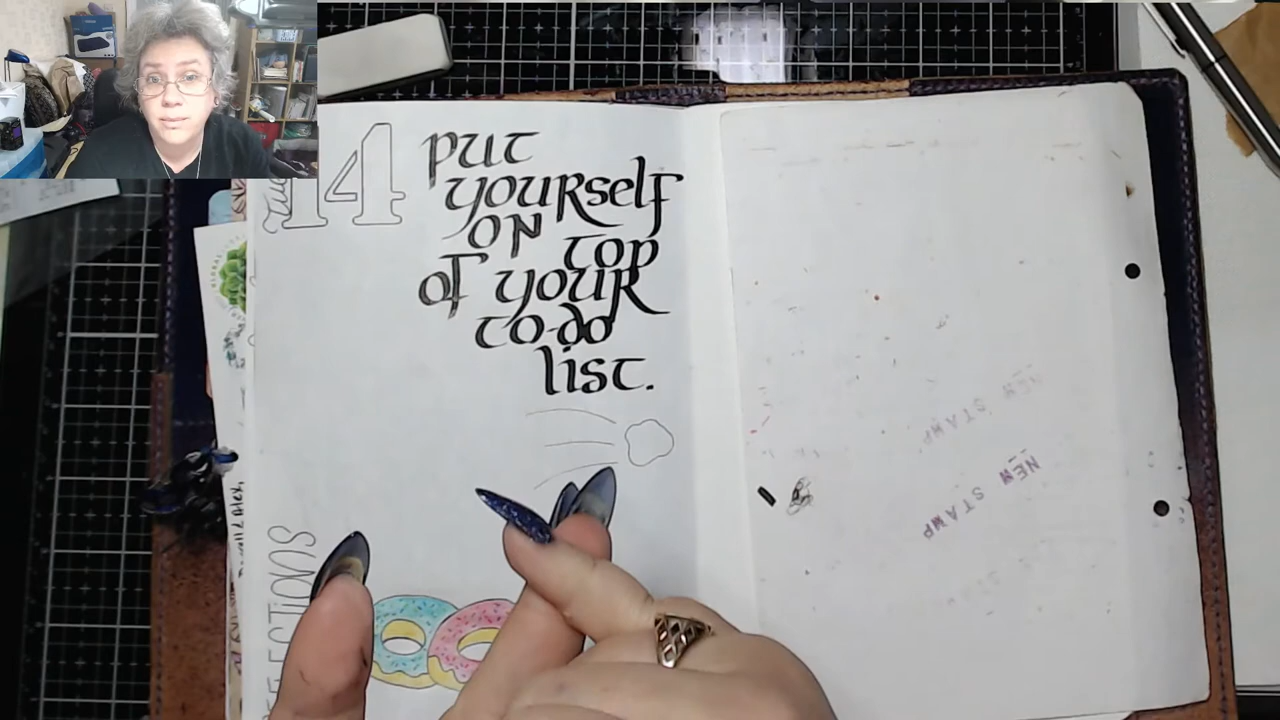 14
put
yourself
on top
of your
to-do
list.
NEW STAMP
NEW STAMP